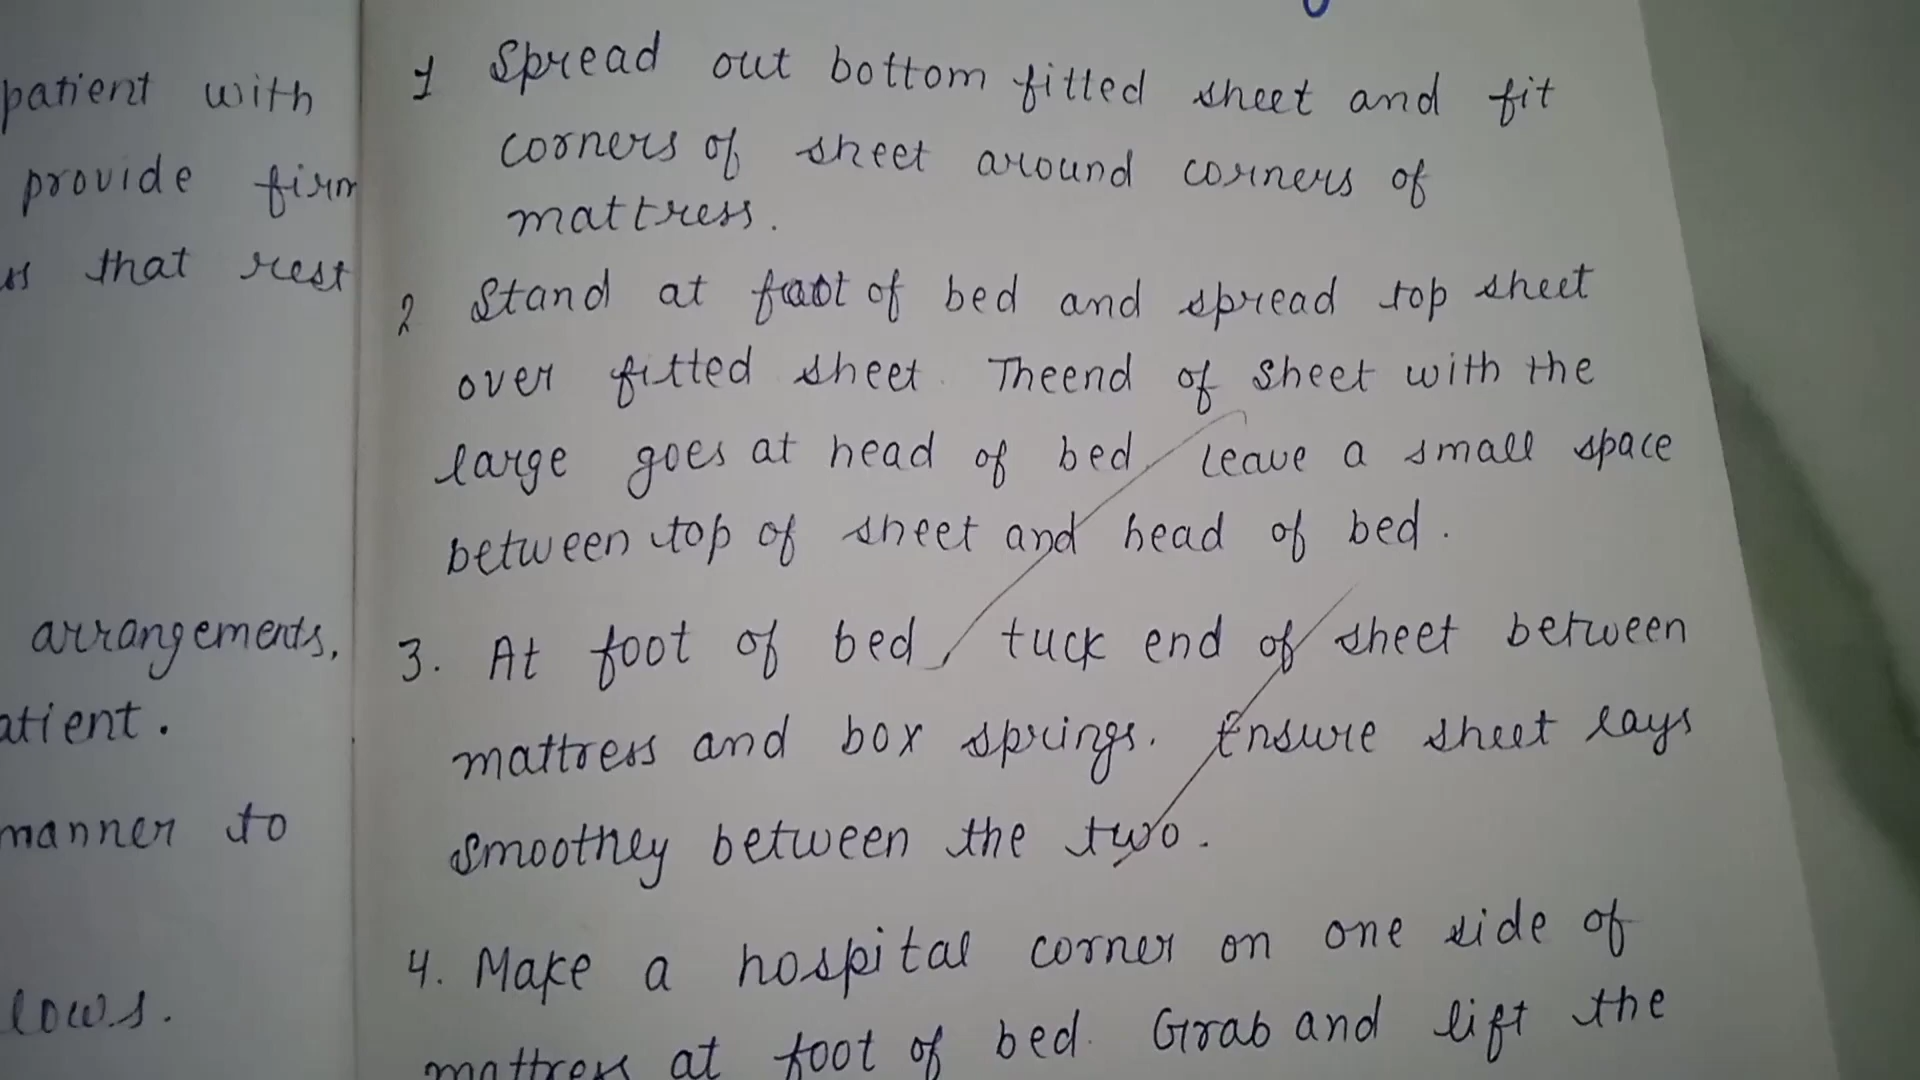 patient with
provide firm
that rest
arrangements,
manner to
1 Spread out bottom fitted sheet and fit
corners of sheet around corners of
mattress.
2 Stand at foot of bed and spread top sheet
over fitted sheet. Theend of sheet with the
large goes at head of bed. Leave a small space
between top of sheet and head of bed.
3. At foot of bed, tuck end of sheet between
mattress and box springs. Ensure sheet lays
smoothly between the two.
4. Make a hospital corner on one side of
mattress at foot of bed. Grab and lift the